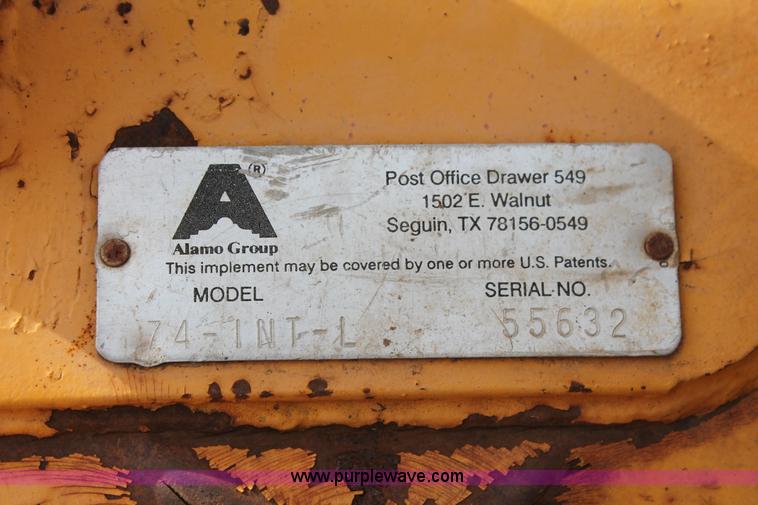 A®
Alamo Group
Post Office Drawer 549
1502 E. Walnut
Seguin, TX 78156-0549
This implement may be covered by one or more U.S. Patents.
MODEL SERIAL NO.
74-INT-L 55632
www.purplewave.com